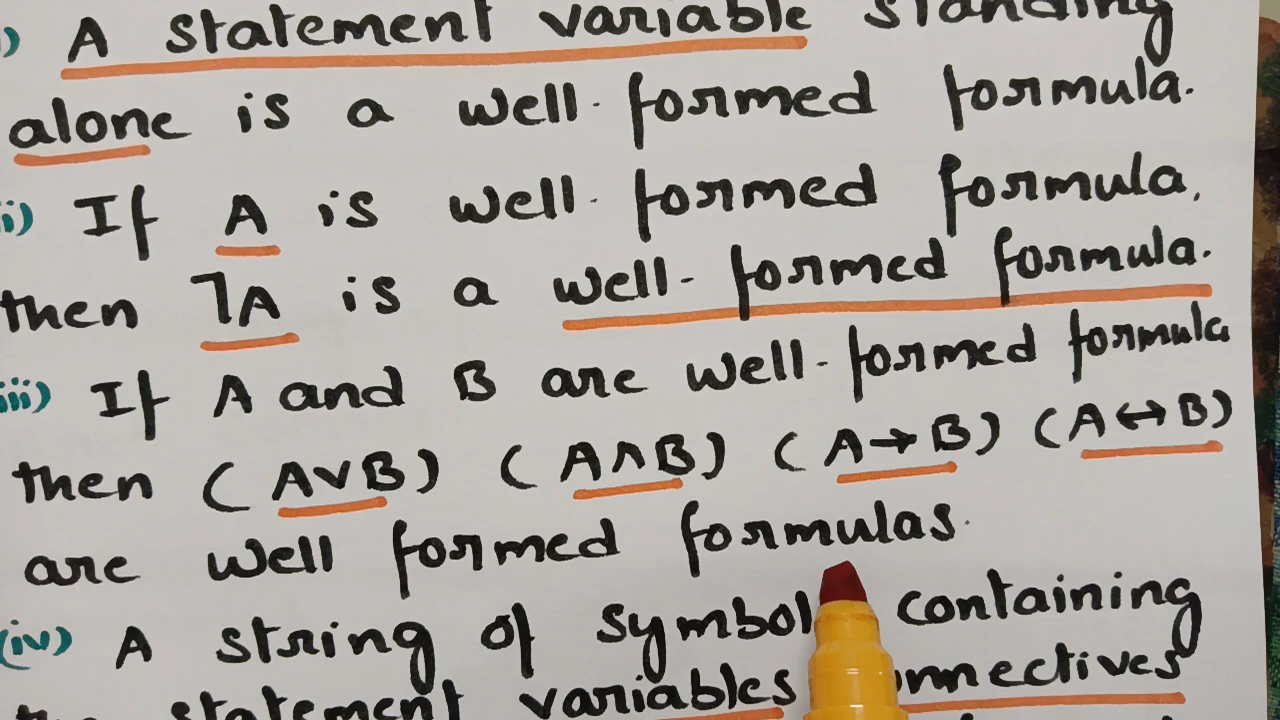 i) A statement variable standing
alone is a well-formed formula.
ii) If A is well-formed formula,
then ⅂A is a well-formed formula.
iii) If A and B are well-formed formula
then (A∨B) (A∧B) (A→B) (A↔B)
are well formed formulas.
(iv) A string of symbol containing
the statement variables connectives